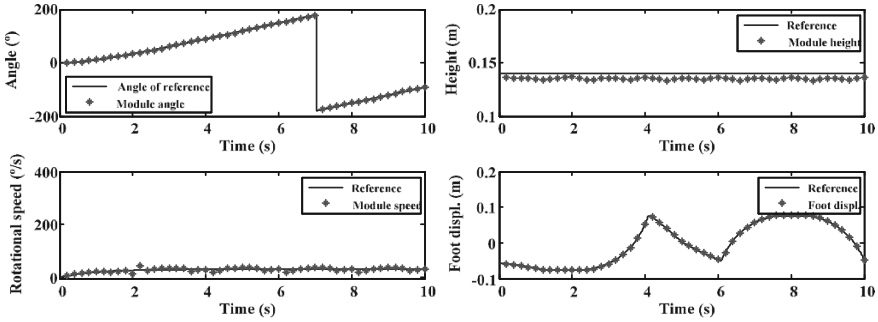 200
0
-200
Angle (º)
Angle of reference
Module angle
0 2 4 6 8 10
Time (s)
0.2
0.15
0.1
Height (m)
Reference
Module height
0 2 4 6 8 10
Time (s)
400
200
0
Rotational speed (º/s)
Reference
Module speed
0 2 4 6 8 10
Time (s)
0.2
0.1
0
-0.1
Foot displ. (m)
Reference
Foot displ.
0 2 4 6 8 10
Time (s)